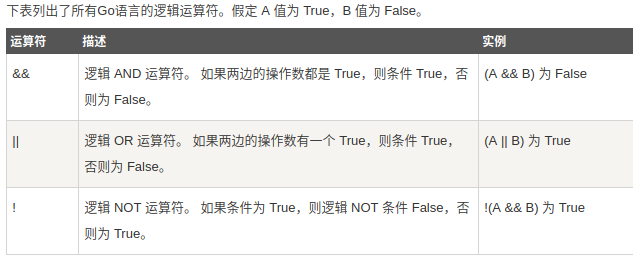 下表列出了所有Go语言的逻辑运算符。假定 A 值为 True，B 值为 False。
运算符 描述 实例
&& 逻辑 AND 运算符。 如果两边的操作数都是 True，则条件 True，否 (A && B) 为 False
则为 False。
|| 逻辑 OR 运算符。 如果两边的操作数有一个 True，则条件 True， (A || B) 为 True
否则为 False。
! 逻辑 NOT 运算符。 如果条件为 True，则逻辑 NOT 条件 False，否 !(A && B) 为 True
则为 True。